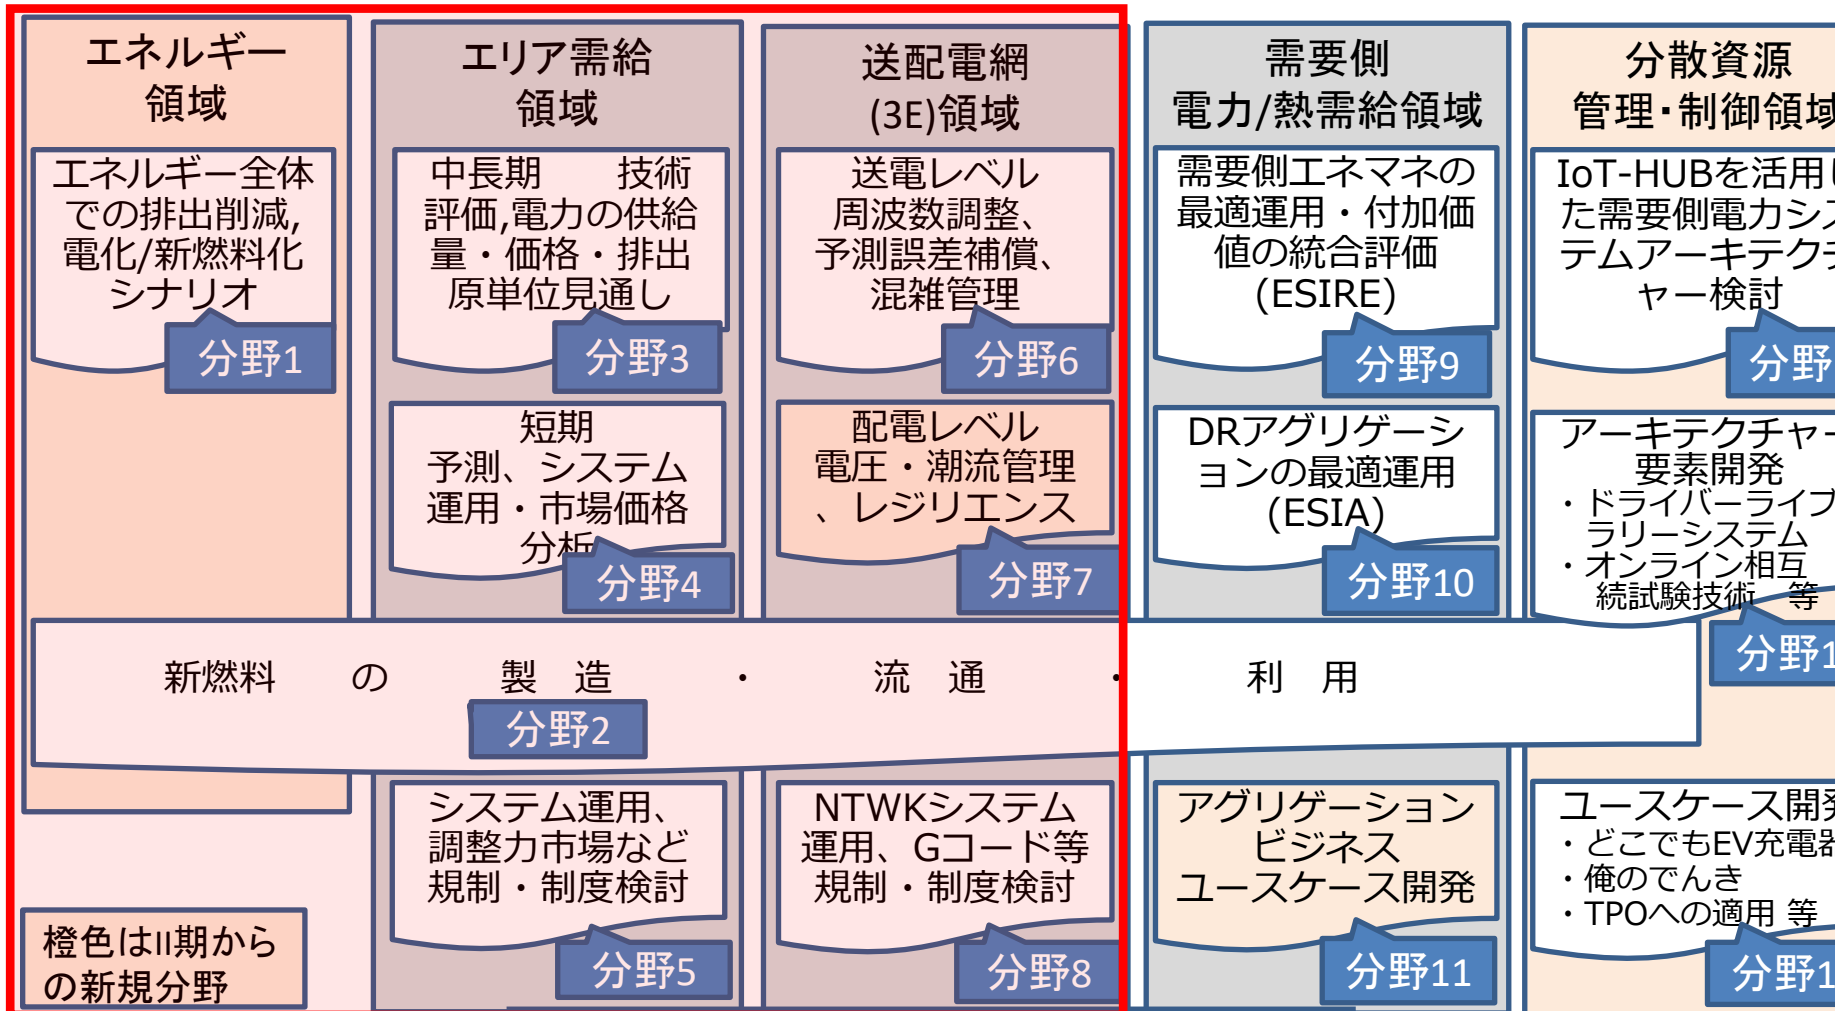 エネルギー
領域
エネルギー全体
での排出削減,
電化/新燃料化
シナリオ
分野1
エリア需給
領域
中長期　技術
評価,電力の供給
量・価格・排出
原単位見通し
分野3
短期
予測、システム
運用・市場価格
分析
分野4
送配電網
(3E)領域
送電レベル
周波数調整、
予測誤差補償、
混雑管理
分野6
配電レベル
電圧・潮流管理
、レジリエンス
分野7
需要側
電力/熱需給領域
需要側エネマネの
最適運用・付加価
値の統合評価
(ESIRE)
分野9
DRアグリゲーシ
ョンの最適運用
(ESIA)
分野10
分散資源
管理・制御領域
IoT-HUBを活用し
た需要側電力シス
テムアーキテクチ
ャー検討
分野
アーキテクチャー
要素開発
・ドライバーライブ
ラリーシステム
・オンライン相互
続試験技術　等
分野1
新燃料　の　製　造　・　流　通　・　利　用
分野2
システム運用、
調整力市場など
規制・制度検討
分野5
NTWKシステム
運用、Gコード等
規制・制度検討
分野8
アグリゲーション
ビジネス
ユースケース開発
分野11
ユースケース開発
・どこでもEV充電器
・俺のでんき
・TPOへの適用 等
分野1
橙色はII期から
の新規分野